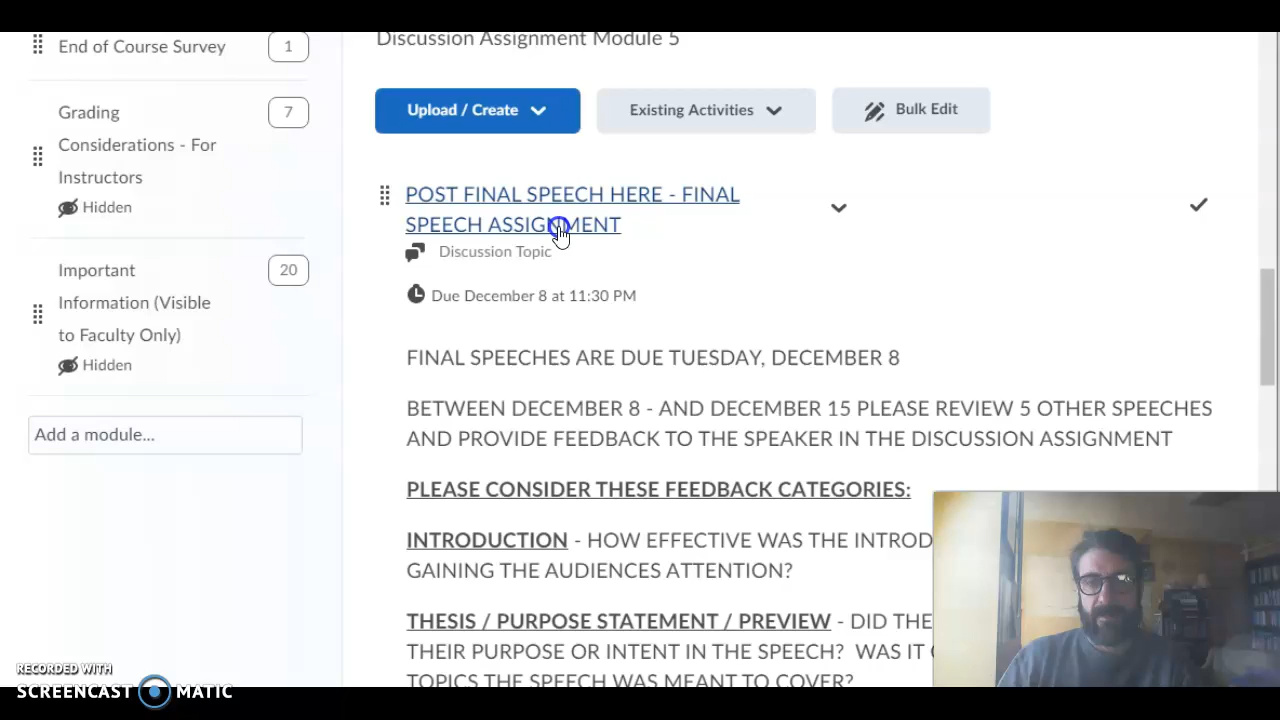 End of Course Survey
1
Grading
Considerations - For
Instructors
7
Hidden
Important
Information (Visible
to Faculty Only)
20
Hidden
Add a module...
Discussion Assignment Module 5
Upload / Create
Existing Activities
Bulk Edit
POST FINAL SPEECH HERE - FINAL
SPEECH ASSIGNMENT
Discussion Topic
Due December 8 at 11:30 PM
FINAL SPEECHES ARE DUE TUESDAY, DECEMBER 8
BETWEEN DECEMBER 8 - AND DECEMBER 15 PLEASE REVIEW 5 OTHER SPEECHES
AND PROVIDE FEEDBACK TO THE SPEAKER IN THE DISCUSSION ASSIGNMENT
PLEASE CONSIDER THESE FEEDBACK CATEGORIES:
INTRODUCTION - HOW EFFECTIVE WAS THE INTROD
GAINING THE AUDIENCES ATTENTION?
THESIS / PURPOSE STATEMENT / PREVIEW - DID THE
THEIR PURPOSE OR INTENT IN THE SPEECH? WAS IT
TOPICS THE SPEECH WAS MEANT TO COVER?
RECORDED WITH
SCREENCAST MATIC